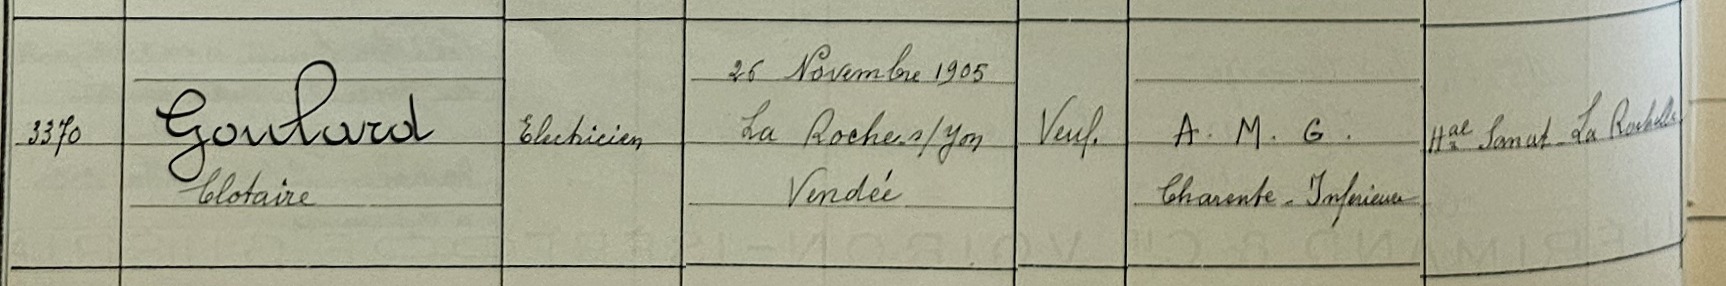 26 Novembre 1905
3370 Goulard Electricien La Roche s/Yon Veuf. A. M. G. Hal Sanat. La Rochelle
Clotaire Vendée Charente-Inférieure